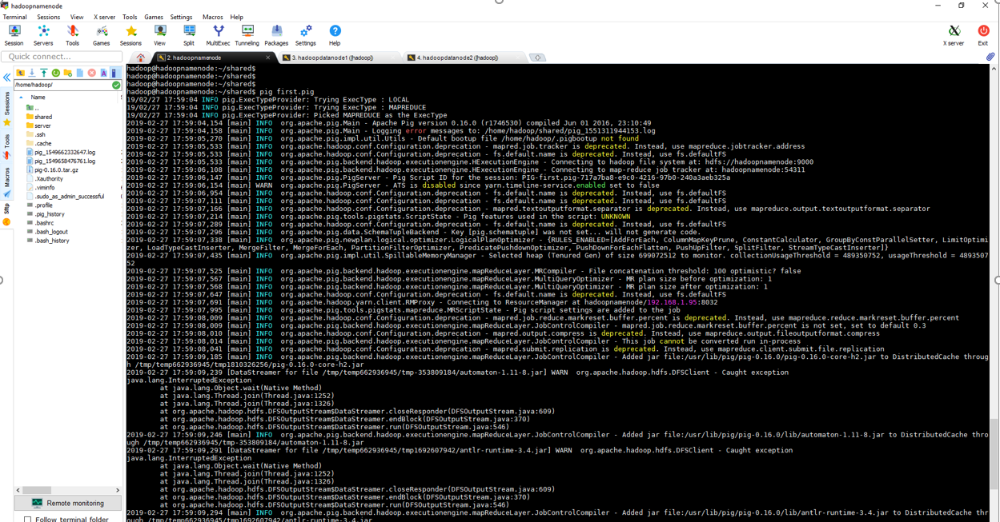 hadoopnamenode
Terminal Sessions View X server Tools Games Settings Macros Help
Session Servers Tools Games Sessions View Split MultiExec Tunneling Packages Settings Help X server Exit
Quick connect...
2. hadoopnamenode
3. hadoopdatanode1 ([hadoop])
4. hadoopdatanode2 ([hadoop])
/home/hadoop/
Name
..
shared
server
.ssh
.cache
pig_1549662332647.log
pig_1549658476761.log
pig-0.16.0.tar.gz
.Xauthority
.viminfo
.sudo_as_admin_successful
.profile
.pig_history
.bashrc
.bash_logout
.bash_history
Sessions
Tools
Macros
Sftp
Remote monitoring
Follow terminal folder
hadoop@hadoopnamenode:~/shared$
hadoop@hadoopnamenode:~/shared$
hadoop@hadoopnamenode:~/shared$
hadoop@hadoopnamenode:~/shared$ pig first.pig
19/02/27 17:59:04 INFO pig.ExecTypeProvider: Trying ExecType : LOCAL
19/02/27 17:59:04 INFO pig.ExecTypeProvider: Trying ExecType : MAPREDUCE
19/02/27 17:59:04 INFO pig.ExecTypeProvider: Picked MAPREDUCE as the ExecType
2019-02-27 17:59:04,154 [main] INFO  org.apache.pig.Main - Apache Pig version 0.16.0 (r1746530) compiled Jun 01 2016, 23:10:49
2019-02-27 17:59:04,158 [main] INFO  org.apache.pig.Main - Logging error messages to: /home/hadoop/shared/pig_1551311944153.log
2019-02-27 17:59:05,270 [main] INFO  org.apache.pig.impl.util.Utils - Default bootup file /home/hadoop/.pigbootup not found
2019-02-27 17:59:05,533 [main] INFO  org.apache.hadoop.conf.Configuration.deprecation - mapred.job.tracker is deprecated. Instead, use mapreduce.jobtracker.address
2019-02-27 17:59:05,533 [main] INFO  org.apache.hadoop.conf.Configuration.deprecation - fs.default.name is deprecated. Instead, use fs.defaultFS
2019-02-27 17:59:05,533 [main] INFO  org.apache.pig.backend.hadoop.executionengine.HExecutionEngine - Connecting to hadoop file system at: hdfs://hadoopnamenode:9000
2019-02-27 17:59:06,108 [main] INFO  org.apache.pig.backend.hadoop.executionengine.HExecutionEngine - Connecting to map-reduce job tracker at: hadoopnamenode:54311
2019-02-27 17:59:06,147 [main] INFO  org.apache.pig.PigServer - Pig Script ID for the session: PIG-first.pig-717a7ba8-e9c0-4216-97b0-240a3aeb325a
2019-02-27 17:59:06,154 [main] WARN  org.apache.pig.PigServer - ATS is disabled since yarn.timeline-service.enabled set to false
2019-02-27 17:59:06,954 [main] INFO  org.apache.hadoop.conf.Configuration.deprecation - fs.default.name is deprecated. Instead, use fs.defaultFS
2019-02-27 17:59:07,111 [main] INFO  org.apache.hadoop.conf.Configuration.deprecation - fs.default.name is deprecated. Instead, use fs.defaultFS
2019-02-27 17:59:07,166 [main] INFO  org.apache.hadoop.conf.Configuration.deprecation - mapred.textoutputformat.separator is deprecated. Instead, use mapreduce.output.textoutputformat.separator
2019-02-27 17:59:07,214 [main] INFO  org.apache.pig.tools.pigstats.ScriptState - Pig features used in the script: UNKNOWN
2019-02-27 17:59:07,289 [main] INFO  org.apache.hadoop.conf.Configuration.deprecation - fs.default.name is deprecated. Instead, use fs.defaultFS
2019-02-27 17:59:07,296 [main] INFO  org.apache.pig.data.SchemaTupleBackend - Key [pig.schematuple] was not set... will not generate code.
2019-02-27 17:59:07,338 [main] INFO  org.apache.pig.newplan.logical.optimizer.LogicalPlanOptimizer - {RULES_ENABLED=[AddForEach, ColumnMapKeyPrune, ConstantCalculator, GroupByConstParallelSetter, LimitOptimi
zer, LoadTypeCastInserter, MergeFilter, MergeForEach, PartitionFilterOptimizer, PredicatePushdownOptimizer, PushDownForEachFlatten, PushUpFilter, SplitFilter, StreamTypeCastInserter]}
2019-02-27 17:59:07,435 [main] INFO  org.apache.pig.impl.util.SpillableMemoryManager - Selected heap (Tenured Gen) of size 699072512 to monitor. collectionUsageThreshold = 489350752, usageThreshold = 4893507
52
2019-02-27 17:59:07,525 [main] INFO  org.apache.pig.backend.hadoop.executionengine.mapReduceLayer.MRCompiler - File concatenation threshold: 100 optimistic? false
2019-02-27 17:59:07,567 [main] INFO  org.apache.pig.backend.hadoop.executionengine.mapReduceLayer.MultiQueryOptimizer - MR plan size before optimization: 1
2019-02-27 17:59:07,568 [main] INFO  org.apache.pig.backend.hadoop.executionengine.mapReduceLayer.MultiQueryOptimizer - MR plan size after optimization: 1
2019-02-27 17:59:07,647 [main] INFO  org.apache.hadoop.conf.Configuration.deprecation - fs.default.name is deprecated. Instead, use fs.defaultFS
2019-02-27 17:59:07,691 [main] INFO  org.apache.hadoop.yarn.client.RMProxy - Connecting to ResourceManager at hadoopnamenode/192.168.1.95:8032
2019-02-27 17:59:07,995 [main] INFO  org.apache.pig.tools.pigstats.mapreduce.MRScriptState - Pig script settings are added to the job
2019-02-27 17:59:08,009 [main] INFO  org.apache.hadoop.conf.Configuration.deprecation - mapred.job.reduce.markreset.buffer.percent is deprecated. Instead, use mapreduce.reduce.markreset.buffer.percent
2019-02-27 17:59:08,009 [main] INFO  org.apache.pig.backend.hadoop.executionengine.mapReduceLayer.JobControlCompiler - mapred.job.reduce.markreset.buffer.percent is not set, set to default 0.3
2019-02-27 17:59:08,010 [main] INFO  org.apache.hadoop.conf.Configuration.deprecation - mapred.output.compress is deprecated. Instead, use mapreduce.output.fileoutputformat.compress
2019-02-27 17:59:08,014 [main] INFO  org.apache.pig.backend.hadoop.executionengine.mapReduceLayer.JobControlCompiler - This job cannot be converted run in-process
2019-02-27 17:59:08,041 [main] INFO  org.apache.hadoop.conf.Configuration.deprecation - mapred.submit.replication is deprecated. Instead, use mapreduce.client.submit.file.replication
2019-02-27 17:59:09,185 [main] INFO  org.apache.pig.backend.hadoop.executionengine.mapReduceLayer.JobControlCompiler - Added jar file:/usr/lib/pig/pig-0.16.0/pig-0.16.0-core-h2.jar to DistributedCache throug
h /tmp/temp662936945/tmp1810326256/pig-0.16.0-core-h2.jar
2019-02-27 17:59:09,239 [DataStreamer for file /tmp/temp662936945/tmp-353809184/automaton-1.11-8.jar] WARN  org.apache.hadoop.hdfs.DFSClient - Caught exception
java.lang.InterruptedException
at java.lang.Object.wait(Native Method)
at java.lang.Thread.join(Thread.java:1252)
at java.lang.Thread.join(Thread.java:1326)
at org.apache.hadoop.hdfs.DFSOutputStream$DataStreamer.closeResponder(DFSOutputStream.java:609)
at org.apache.hadoop.hdfs.DFSOutputStream$DataStreamer.endBlock(DFSOutputStream.java:370)
at org.apache.hadoop.hdfs.DFSOutputStream$DataStreamer.run(DFSOutputStream.java:546)
2019-02-27 17:59:09,246 [main] INFO  org.apache.pig.backend.hadoop.executionengine.mapReduceLayer.JobControlCompiler - Added jar file:/usr/lib/pig/pig-0.16.0/lib/automaton-1.11-8.jar to DistributedCache thro
ugh /tmp/temp662936945/tmp-353809184/automaton-1.11-8.jar
2019-02-27 17:59:09,291 [DataStreamer for file /tmp/temp662936945/tmp1692607942/antlr-runtime-3.4.jar] WARN  org.apache.hadoop.hdfs.DFSClient - Caught exception
java.lang.InterruptedException
at java.lang.Object.wait(Native Method)
at java.lang.Thread.join(Thread.java:1252)
at java.lang.Thread.join(Thread.java:1326)
at org.apache.hadoop.hdfs.DFSOutputStream$DataStreamer.closeResponder(DFSOutputStream.java:609)
at org.apache.hadoop.hdfs.DFSOutputStream$DataStreamer.endBlock(DFSOutputStream.java:370)
at org.apache.hadoop.hdfs.DFSOutputStream$DataStreamer.run(DFSOutputStream.java:546)
2019-02-27 17:59:09,294 [main] INFO  org.apache.pig.backend.hadoop.executionengine.mapReduceLayer.JobControlCompiler - Added jar file:/usr/lib/pig/pig-0.16.0/lib/antlr-runtime-3.4.jar to DistributedCache thr
ough /tmp/temp662936945/tmp1692607942/antlr-runtime-3.4.jar